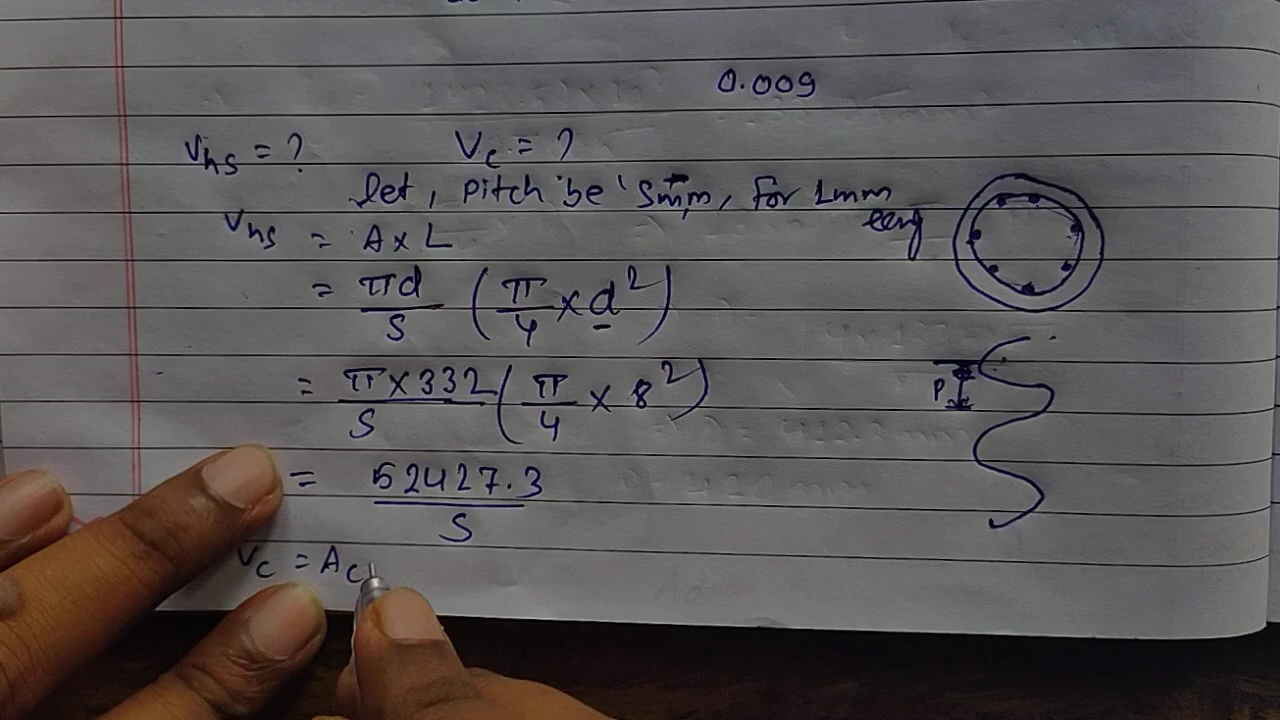 0.009
Vhs = ? Vc = ?
let, Pitch be 'S'mm, for 1mm
leng
Vhs = A x L
= πd/S (π/4 x d²)
= π x 332/S (π/4 x 8²)
P
= 52427.3/S
Vc = Ac